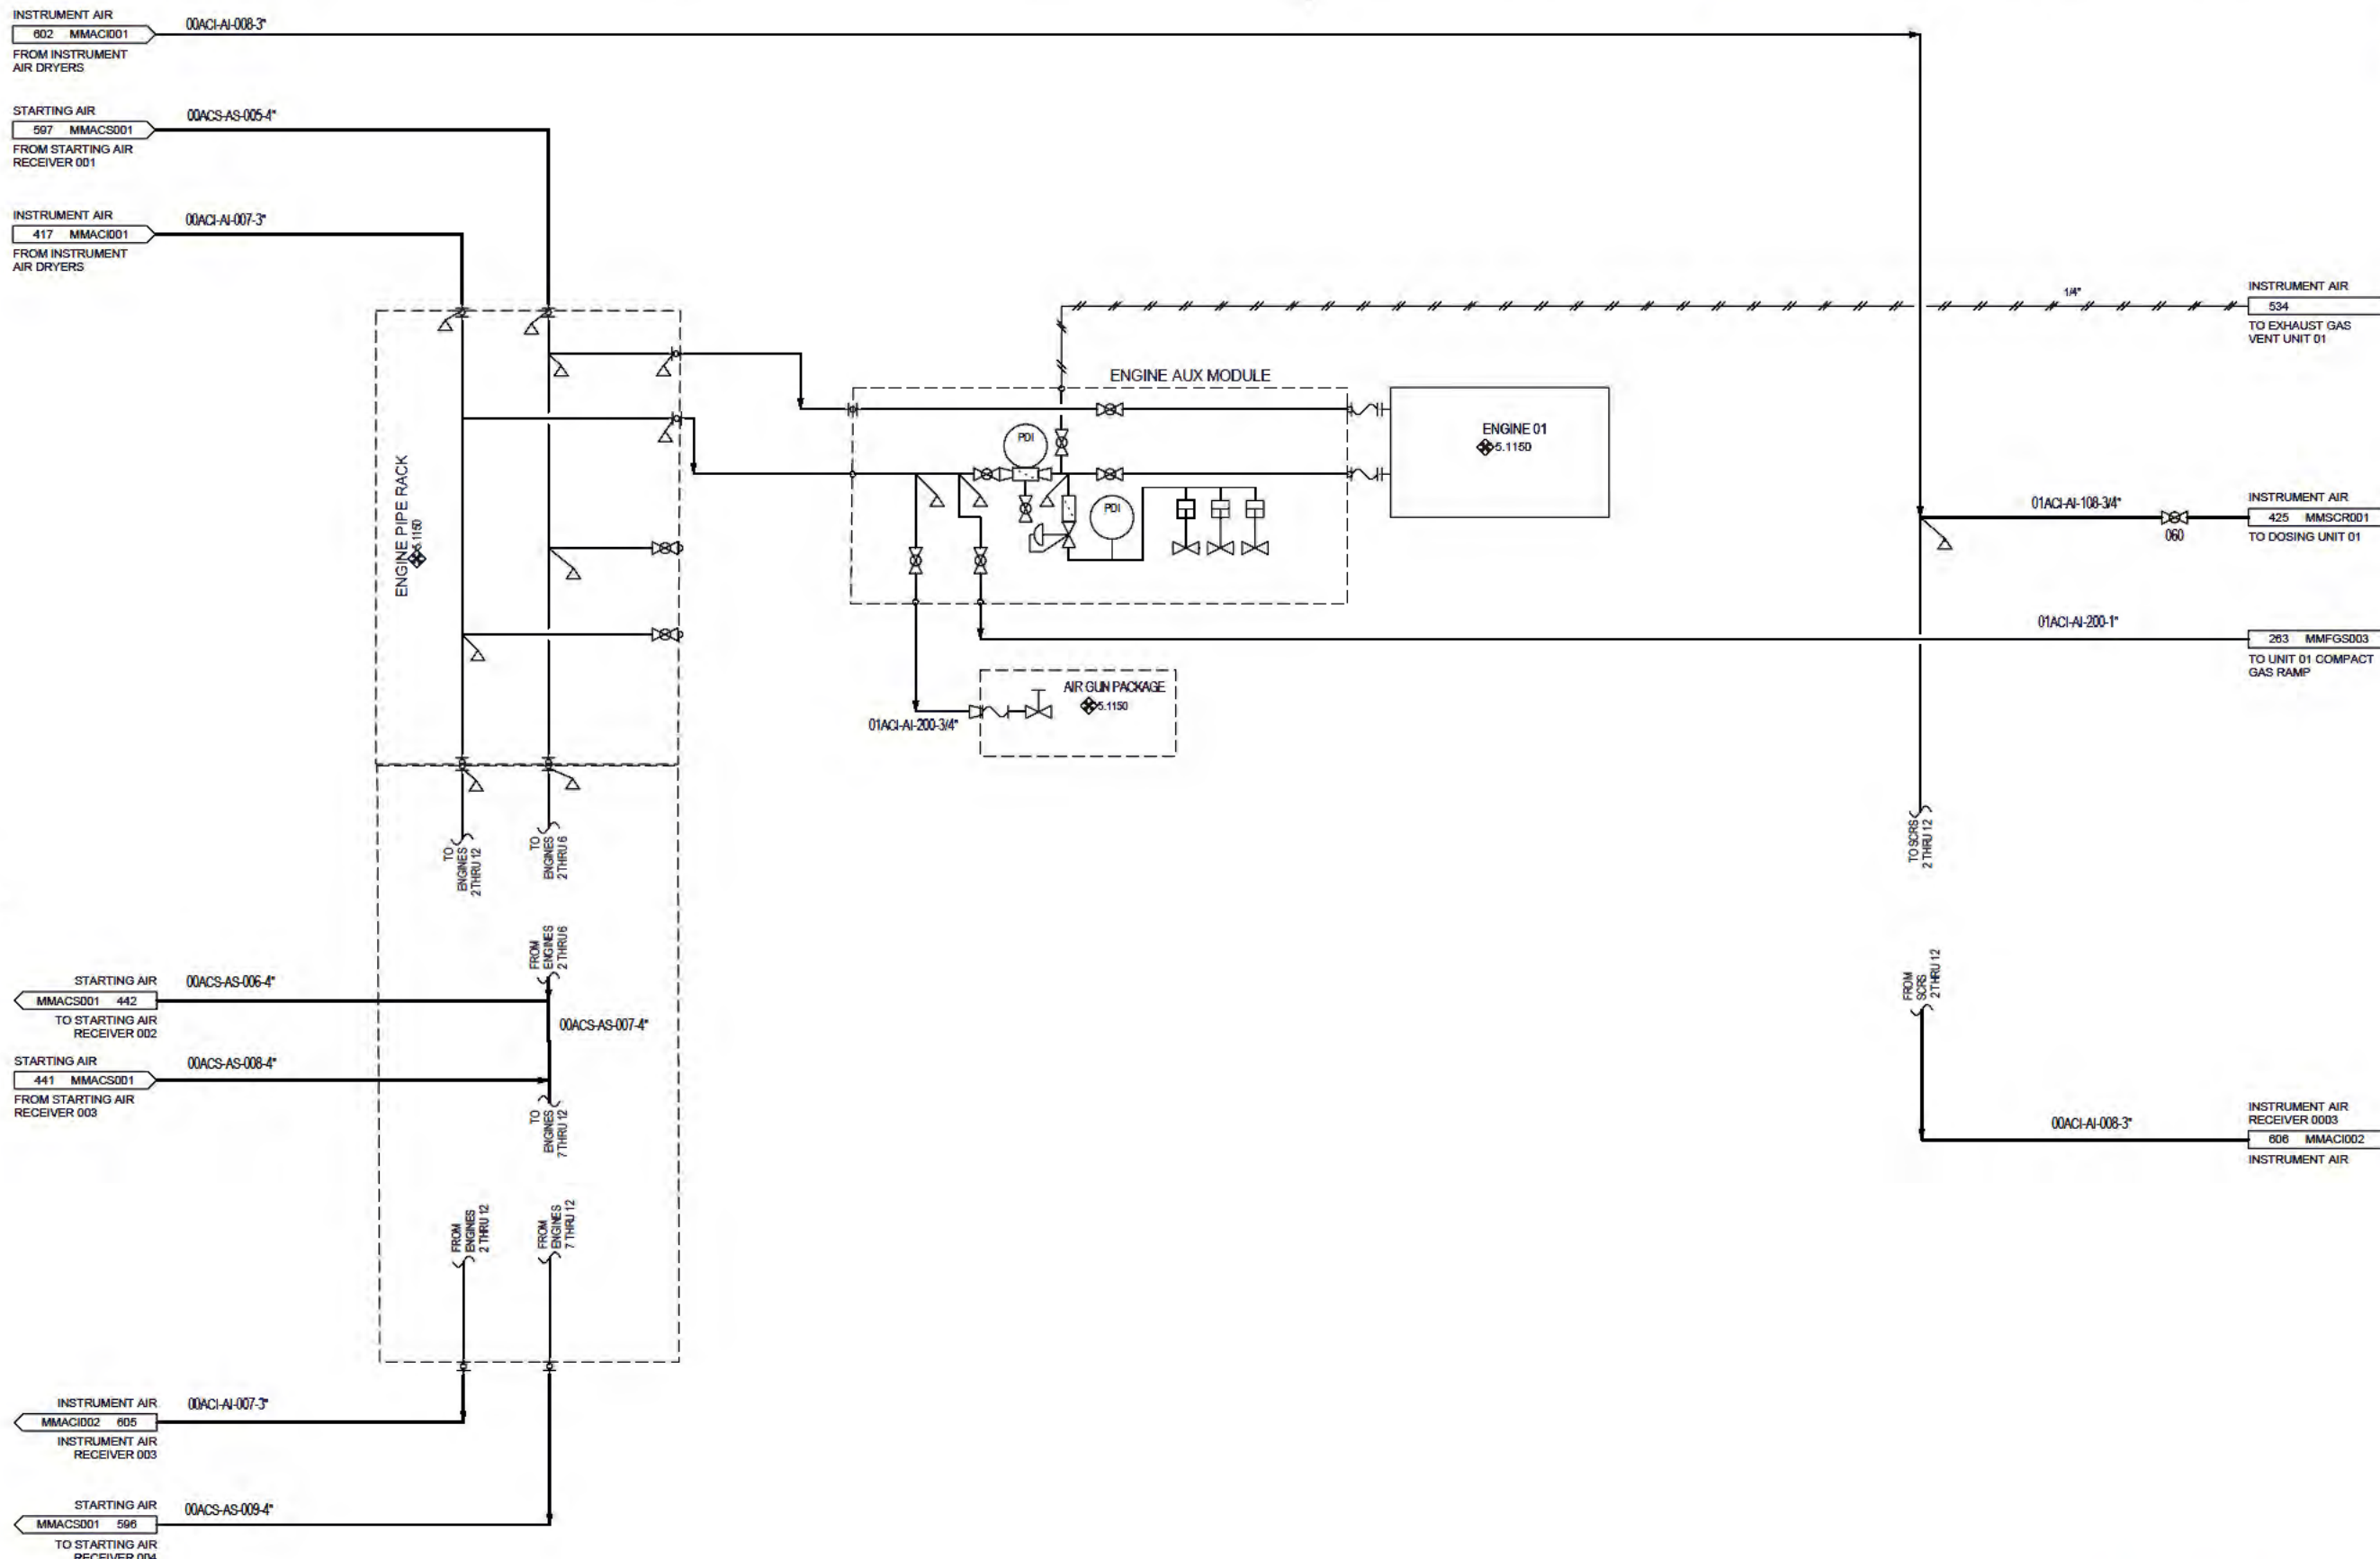 INSTRUMENT AIR
602 MMACI001
FROM INSTRUMENT
AIR DRYERS
00ACI-AI-008-3"
STARTING AIR
597 MMACS001
FROM STARTING AIR
RECEIVER 001
00ACS-AS-005-4"
INSTRUMENT AIR
417 MMACI001
FROM INSTRUMENT
AIR DRYERS
00ACI-AI-007-3"
ENGINE PIPE RACK
5.1150
TO
ENGINES
2 THRU 12
TO
ENGINES
2 THRU 6
FROM
ENGINES
2 THRU 6
STARTING AIR
MMACS001 442
TO STARTING AIR
RECEIVER 002
00ACS-AS-006-4"
00ACS-AS-007-4"
STARTING AIR
441 MMACS001
FROM STARTING AIR
RECEIVER 003
00ACS-AS-008-4"
TO
ENGINES
7 THRU 12
FROM
ENGINES
2 THRU 12
FROM
ENGINES
7 THRU 12
INSTRUMENT AIR
MMACI002 605
INSTRUMENT AIR
RECEIVER 003
00ACI-AI-007-3"
STARTING AIR
MMACS001 596
TO STARTING AIR
RECEIVER 004
00ACS-AS-009-4"
ENGINE AUX MODULE
PDI
PDI
ENGINE 01
5.1150
AIR GUN PACKAGE
5.1150
01ACI-AI-200-3/4"
1/4"
INSTRUMENT AIR
534
TO EXHAUST GAS
VENT UNIT 01
01ACI-AI-108-3/4"
060
INSTRUMENT AIR
425 MMSCR001
TO DOSING UNIT 01
01ACI-AI-200-1"
263 MMFGS003
TO UNIT 01 COMPACT
GAS RAMP
TO SCRS
2 THRU 12
FROM
SCRS
2 THRU 12
00ACI-AI-008-3"
INSTRUMENT AIR
RECEIVER 0003
606 MMACI002
INSTRUMENT AIR